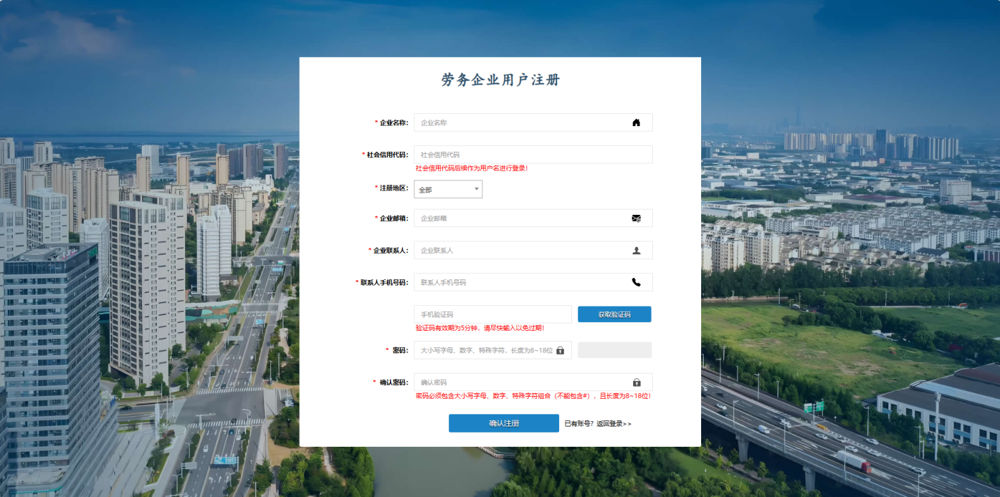 劳务企业用户注册
* 企业名称: 企业名称
* 社会信用代码: 社会信用代码
社会信用代码后续作为用户名进行登录!
* 注册地区: 全部
* 企业邮箱: 企业邮箱
* 企业联系人: 企业联系人
* 联系人手机号码: 联系人手机号码
手机验证码 获取验证码
验证码有效期为5分钟，请尽快输入以免过期!
* 密码: 大小写字母、数字、特殊字符，长度为8~18位
* 确认密码: 确认密码
密码必须包含大小写字母、数字、特殊字符组合（不能包含#），且长度为8~18位!
确认注册 已有账号? 返回登录>>